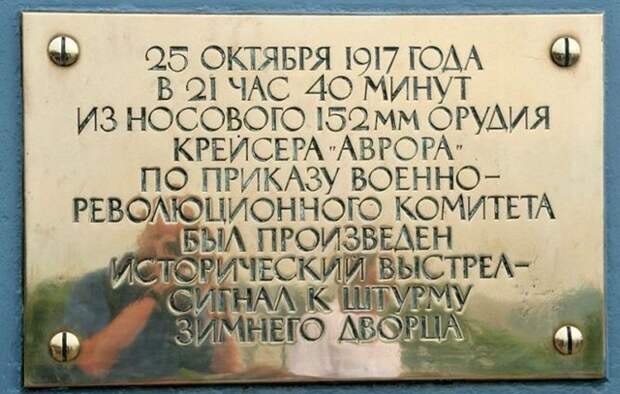 25 ОКТЯБРЯ 1917 ГОДА
В 21 ЧАС 40 МИНУТ
ИЗ НОСОВОГО 152мм ОРУДИЯ
КРЕЙСЕРА "АВРОРА"
ПО ПРИКАЗУ ВОЕННО-
РЕВОЛЮЦИОННОГО КОМИТЕТА
БЫЛ ПРОИЗВЕДЕН
ИСТОРИЧЕСКИЙ ВЫСТРЕЛ-
СИГНАЛ К ШТУРМУ
ЗИМНЕГО ДВОРЦА